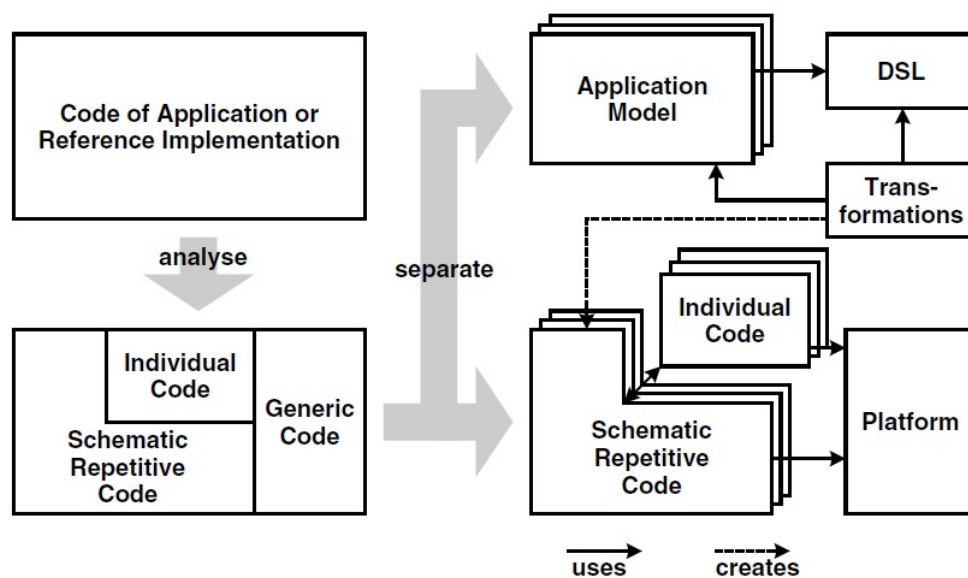 Code of Application or
Reference Implementation
analyse
Individual
Code
Schematic
Repetitive
Code
Generic
Code
separate
Application
Model
DSL
Trans-
formations
Individual
Code
Schematic
Repetitive
Code
Platform
uses
creates